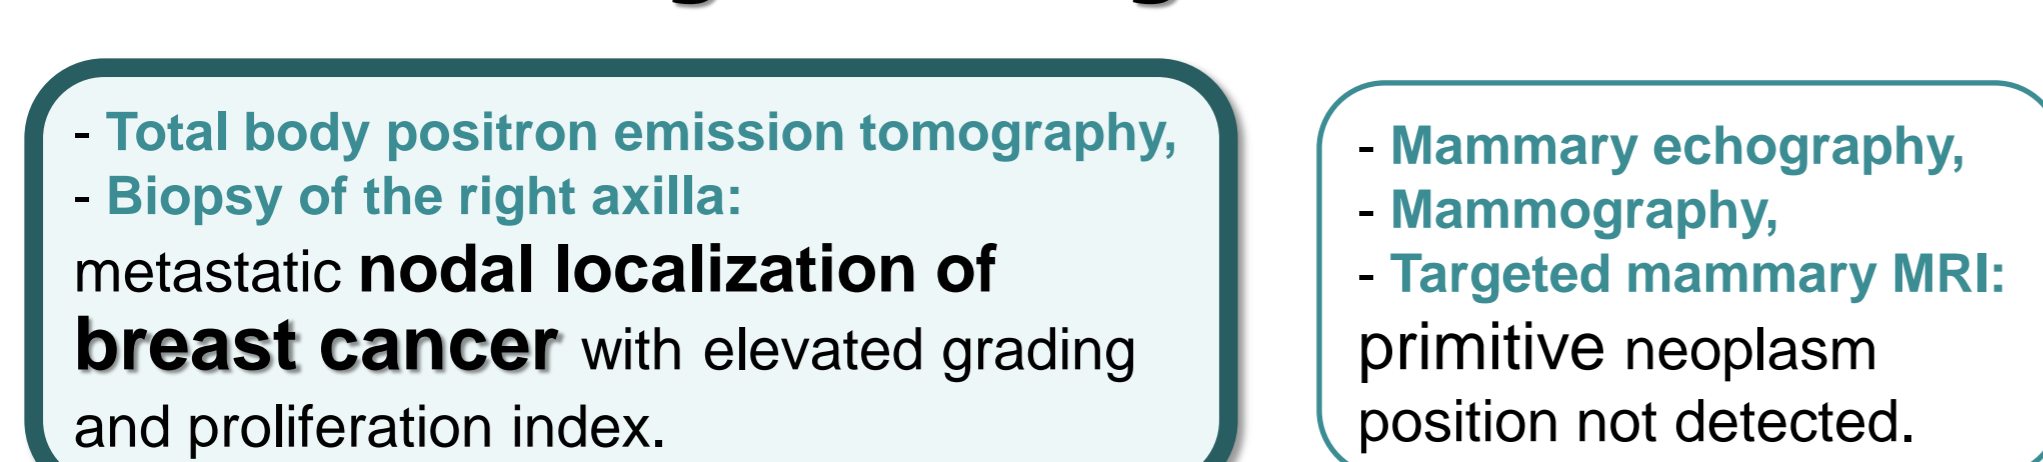 - Total body positron emission tomography,
- Biopsy of the right axilla:
metastatic nodal localization of
breast cancer with elevated grading
and proliferation index.
- Mammary echography,
- Mammography,
- Targeted mammary MRI:
primitive neoplasm
position not detected.